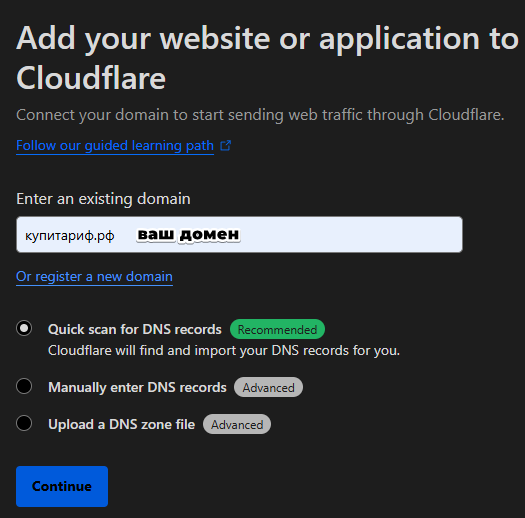 Add your website or application to
Cloudflare
Connect your domain to start sending web traffic through Cloudflare.
Follow our guided learning path
Enter an existing domain
купитариф.рф ваш домен
Or register a new domain
Quick scan for DNS records Recommended
Cloudflare will find and import your DNS records for you.
Manually enter DNS records Advanced
Upload a DNS zone file Advanced
Continue